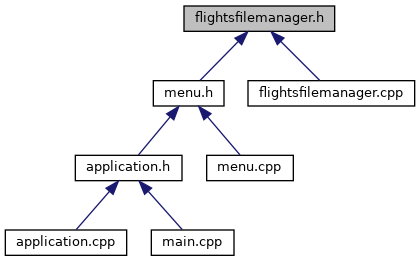 flightsfilemanager.h
menu.h
flightsfilemanager.cpp
application.h
menu.cpp
application.cpp
main.cpp